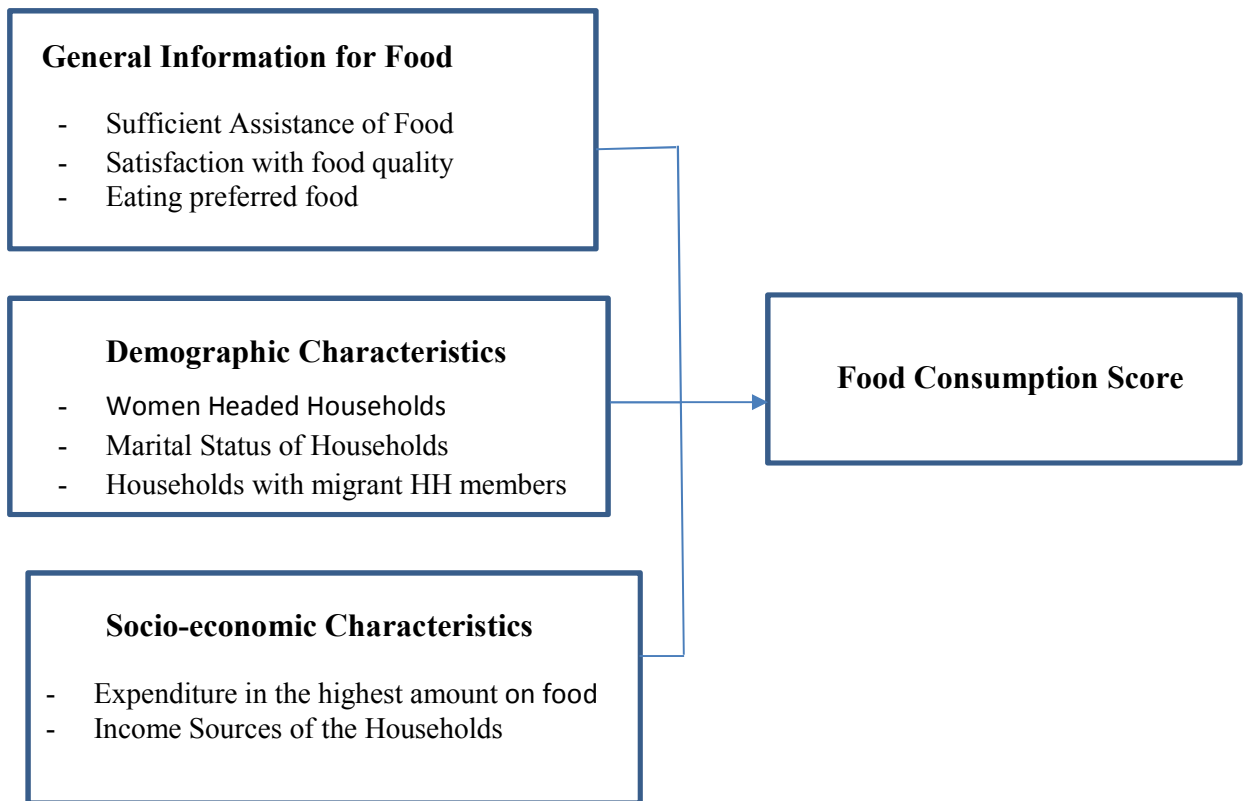 General Information for Food
- Sufficient Assistance of Food
- Satisfaction with food quality
- Eating preferred food
Demographic Characteristics
- Women Headed Households
- Marital Status of Households
- Households with migrant HH members
Food Consumption Score
Socio-economic Characteristics
- Expenditure in the highest amount on food
- Income Sources of the Households